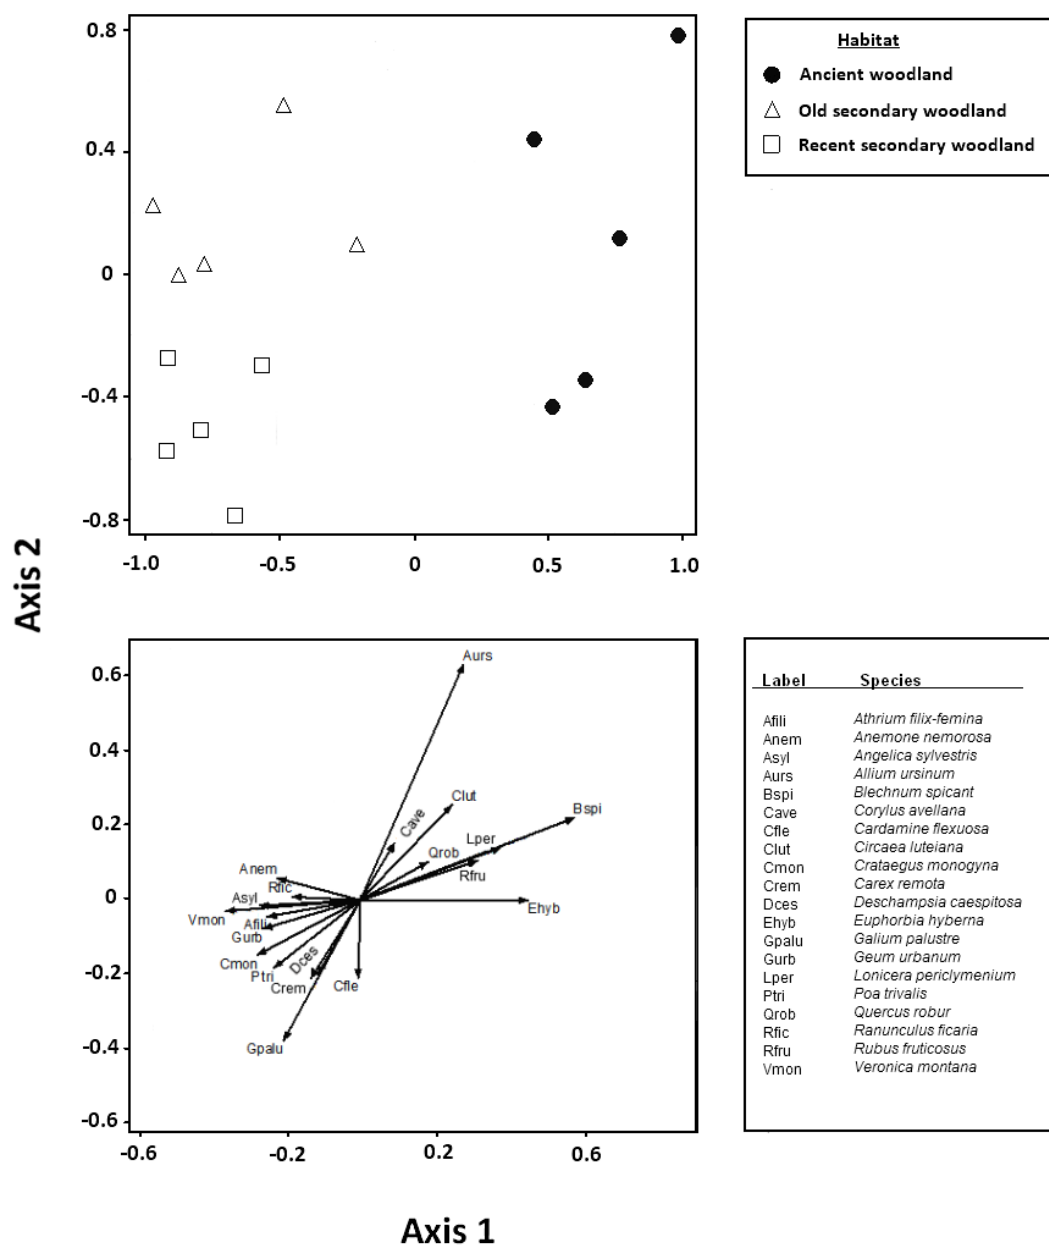 0.8
0.4
0
-0.4
-0.8
-1.0 -0.5 0 0.5 1.0
Habitat
Ancient woodland
Old secondary woodland
Recent secondary woodland
Axis 2
0.6
0.4
0.2
0
-0.2
-0.4
-0.6
-0.6 -0.2 0.2 0.6
Aurs
Clut
Cave
Bspi
Lper
Qrob
Rfru
Ehyb
Anem
Rfic
Asyl
Vmon
Afili
Gurb
Cmon
Ptri
Dces
Crem
Cfle
Gpalu
Axis 1
Label Species
Afili Athrium filix-femina
Anem Anemone nemorosa
Asyl Angelica sylvestris
Aurs Allium ursinum
Bspi Blechnum spicant
Cave Corylus avellana
Cfle Cardamine flexuosa
Clut Circaea luteiana
Cmon Crataegus monogyna
Crem Carex remota
Dces Deschampsia caespitosa
Ehyb Euphorbia hyberna
Gpalu Galium palustre
Gurb Geum urbanum
Lper Lonicera periclymenium
Ptri Poa trivalis
Qrob Quercus robur
Rfic Ranunculus ficaria
Rfru Rubus fruticosus
Vmon Veronica montana